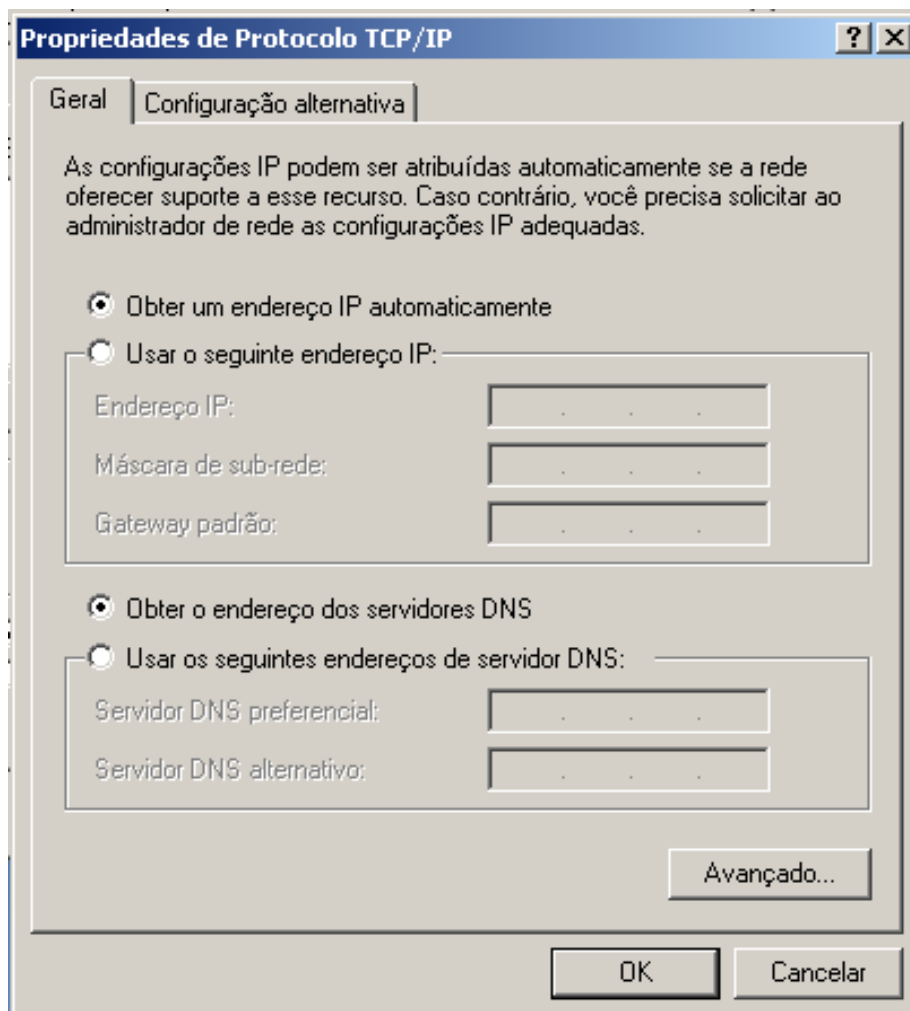 Propriedades de Protocolo TCP/IP
Geral
Configuração alternativa
As configurações IP podem ser atribuídas automaticamente se a rede
oferecer suporte a esse recurso. Caso contrário, você precisa solicitar ao
administrador de rede as configurações IP adequadas.
Obter um endereço IP automaticamente
Usar o seguinte endereço IP:
Endereço IP:
Máscara de sub-rede:
Gateway padrão:
Obter o endereço dos servidores DNS
Usar os seguintes endereços de servidor DNS:
Servidor DNS preferencial:
Servidor DNS alternativo:
Avançado...
OK
Cancelar